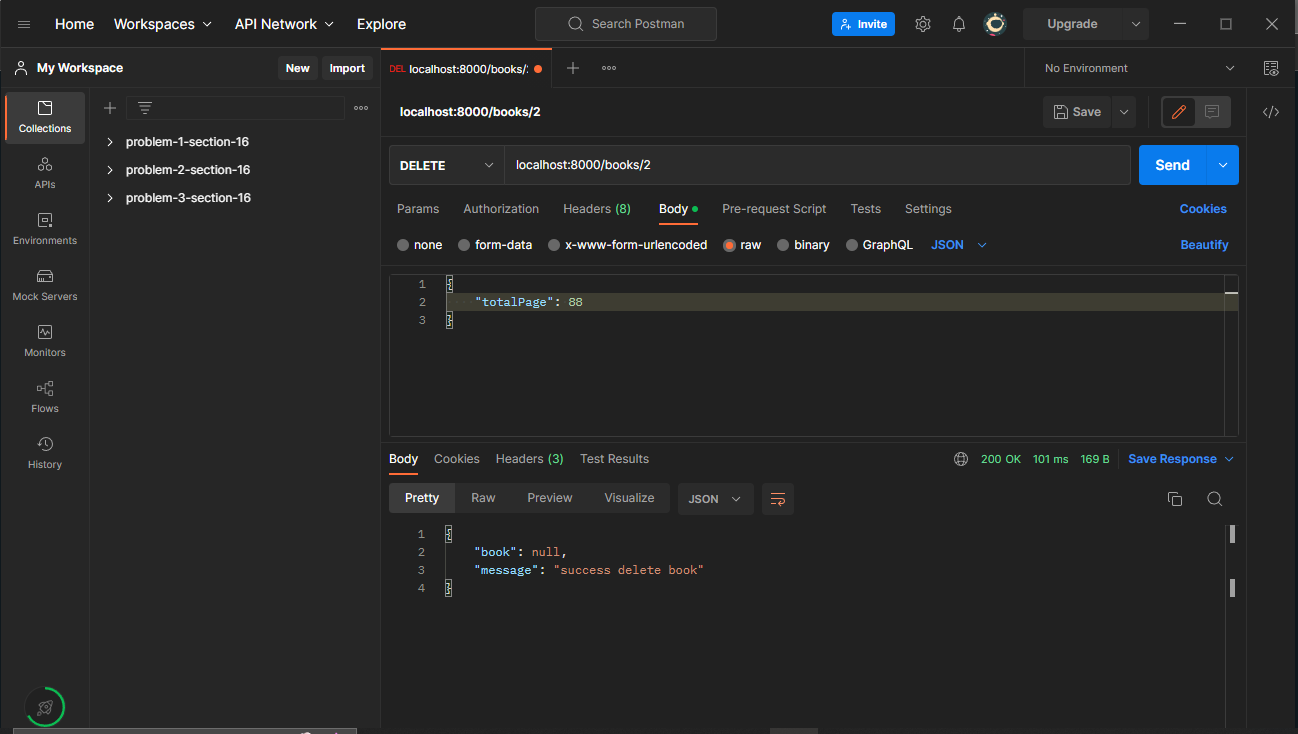 Home Workspaces API Network Explore Search Postman Invite Upgrade
My Workspace New Import DEL localhost:8000/books/: No Environment
Collections
APIs
Environments
Mock Servers
Monitors
Flows
History
problem-1-section-16
problem-2-section-16
problem-3-section-16
localhost:8000/books/2 Save </>
DELETE localhost:8000/books/2 Send
Params Authorization Headers (8) Body Pre-request Script Tests Settings Cookies
none form-data x-www-form-urlencoded raw binary GraphQL JSON Beautify
1 {
2 "totalPage": 88
3 }
Body Cookies Headers (3) Test Results 200 OK 101 ms 169 B Save Response
Pretty Raw Preview Visualize JSON
1 {
2 "book": null,
3 "message": "success delete book"
4 }